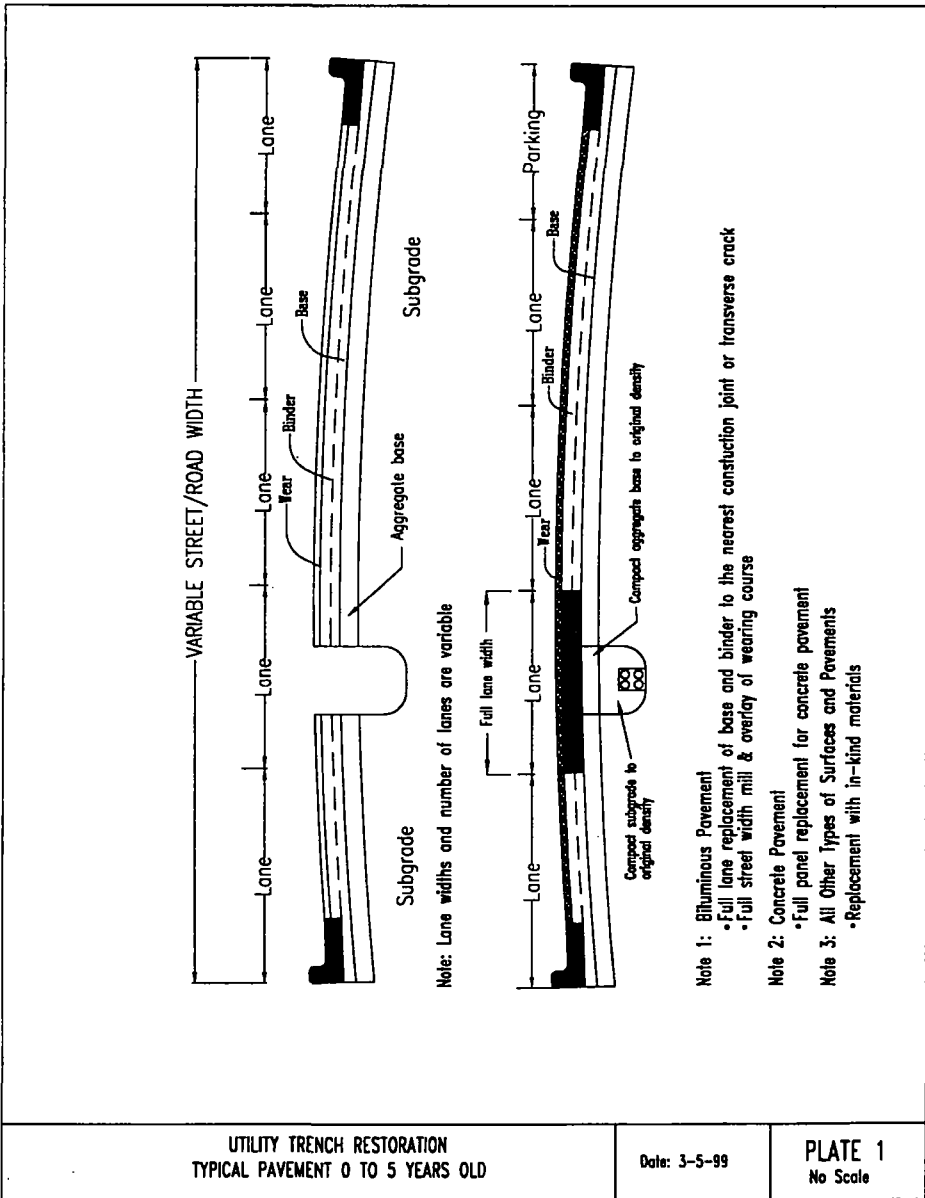 VARIABLE STREET/ROAD WIDTH
Lane
Lane
Lane
Lane
Lane
Wear
Binder
Base
Subgrade
Aggregate base
Subgrade
Note: Lane widths and number of lanes are variable
Full lane width
Lane
Lane
Lane
Lane
Parking
Wear
Binder
Base
Compact subgrade to
original density
Compact aggregate base to original density
Note 1: Bituminous Pavement
•Full lane replacement of base and binder to the nearest constuction joint or transverse crack
•Full street width mill & overlay of wearing course
Note 2: Concrete Pavement
•Full panel replacement for concrete pavement
Note 3: All Other Types of Surfaces and Pavements
•Replacement with in-kind materials
UTILITY TRENCH RESTORATION
TYPICAL PAVEMENT 0 TO 5 YEARS OLD
Date: 3-5-99
PLATE 1
No Scale